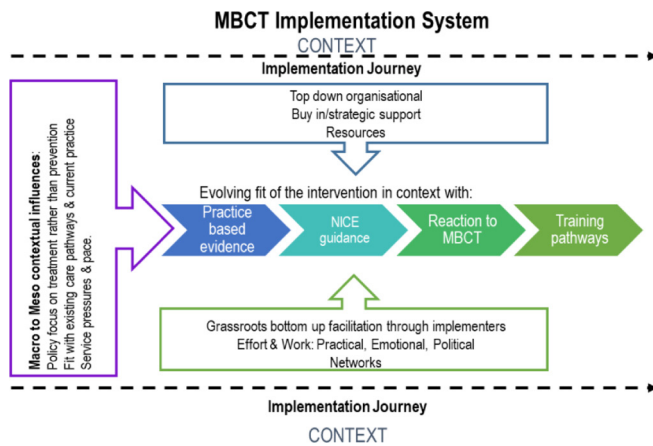 MBCT Implementation System
CONTEXT
Implementation Journey
Top down organisational
Buy in/strategic support
Resources
Macro to Meso contextual influences:
Policy focus on treatment rather than prevention
Fit with existing care pathways & current practice
Service pressures & pace.
Evolving fit of the intervention in context with:
Practice
based
evidence
NICE
guidance
Reaction to
MBCT
Training
pathways
Grassroots bottom up facilitation through implementers
Effort & Work: Practical, Emotional, Political
Networks
Implementation Journey
CONTEXT